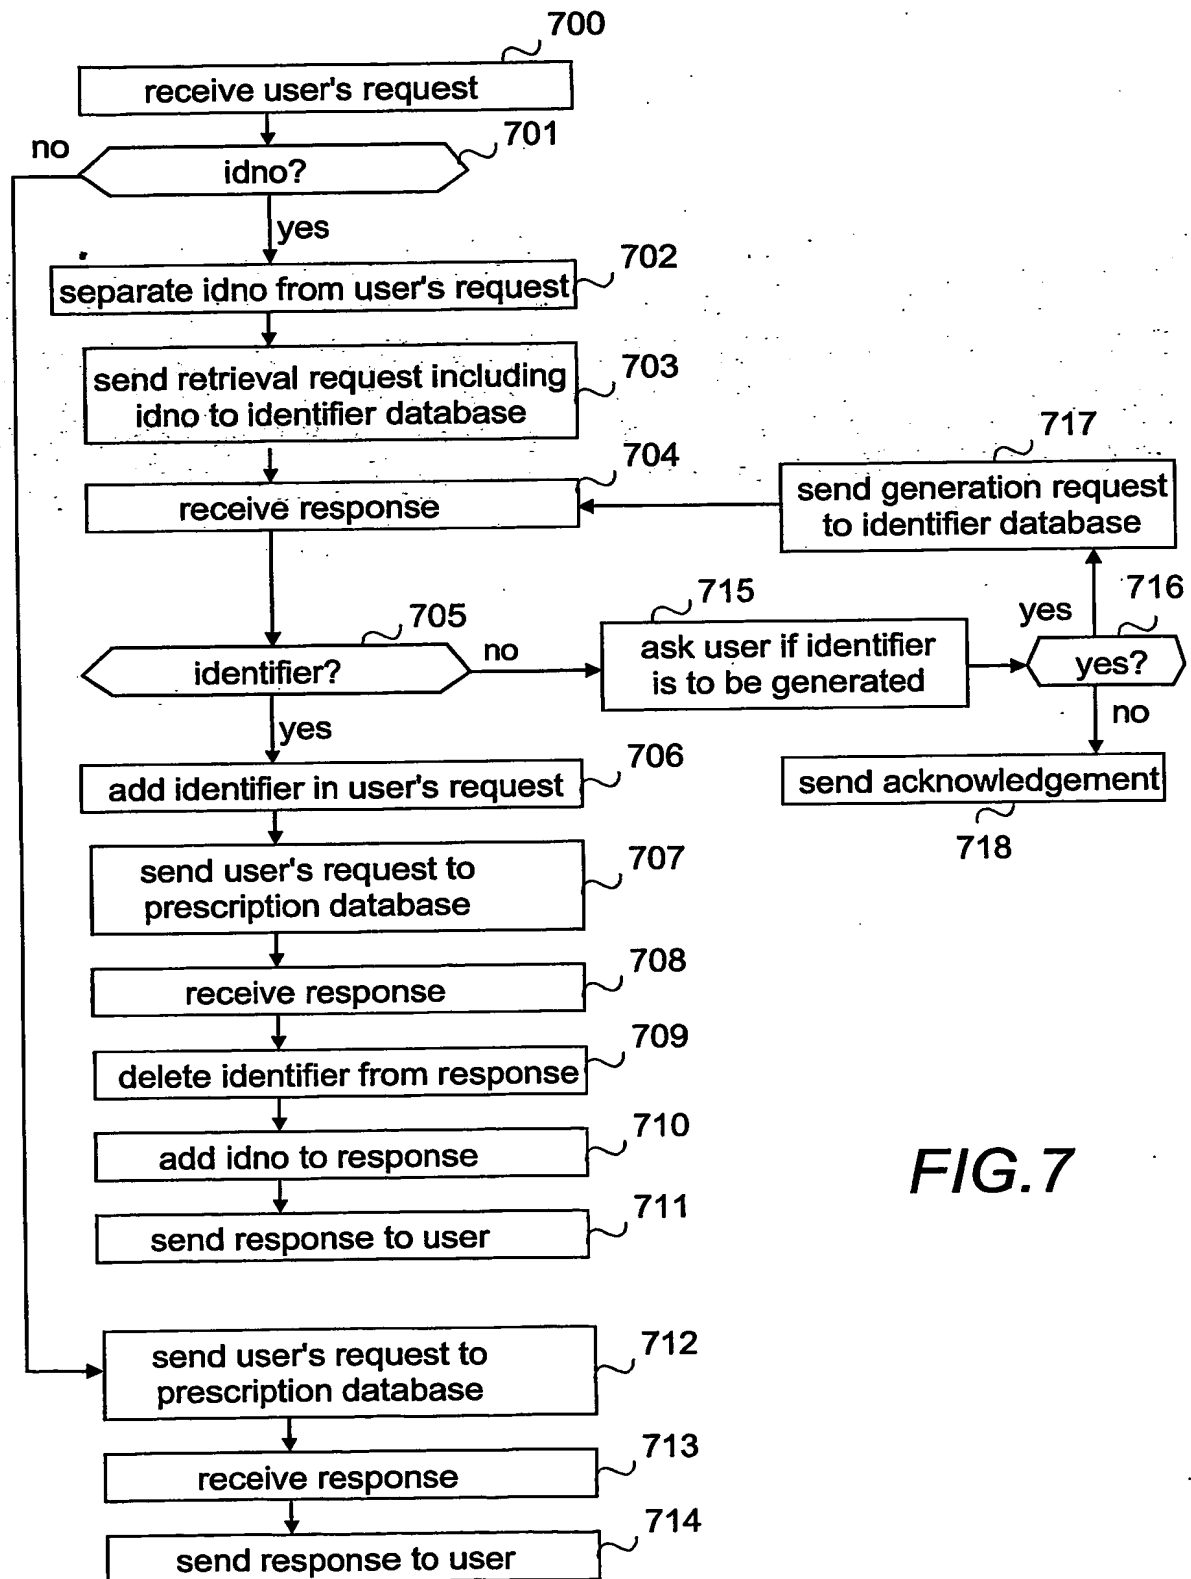 700
receive user's request
no
701
idno?
yes
702
separate idno from user's request
703
send retrieval request including
idno to identifier database
704
receive response
717
send generation request
to identifier database
705
identifier?
no
715
ask user if identifier
is to be generated
yes
716
yes?
no
send acknowledgement
718
yes
706
add identifier in user's request
707
send user's request to
prescription database
708
receive response
709
delete identifier from response
710
add idno to response
711
send response to user
FIG.7
712
send user's request to
prescription database
713
receive response
714
send response to user